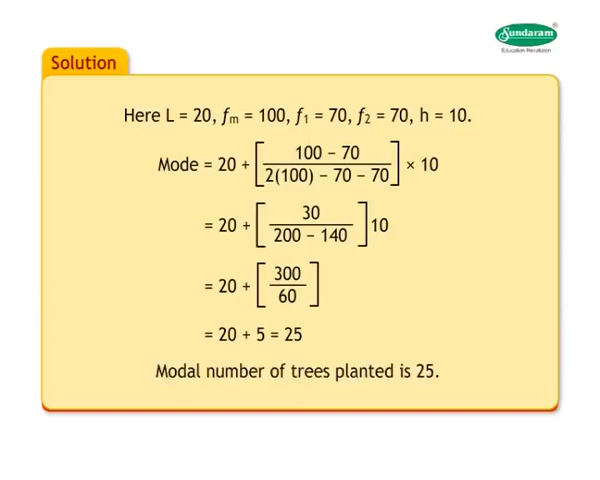 Sundaram®
Education Revolution
Solution
Here L = 20, fm = 100, f1 = 70, f2 = 70, h = 10.
Mode = 20 + [ 100 − 70 / 2(100) − 70 − 70 ] × 10
= 20 + [ 30 / 200 − 140 ] 10
= 20 + [ 300 / 60 ]
= 20 + 5 = 25
Modal number of trees planted is 25.